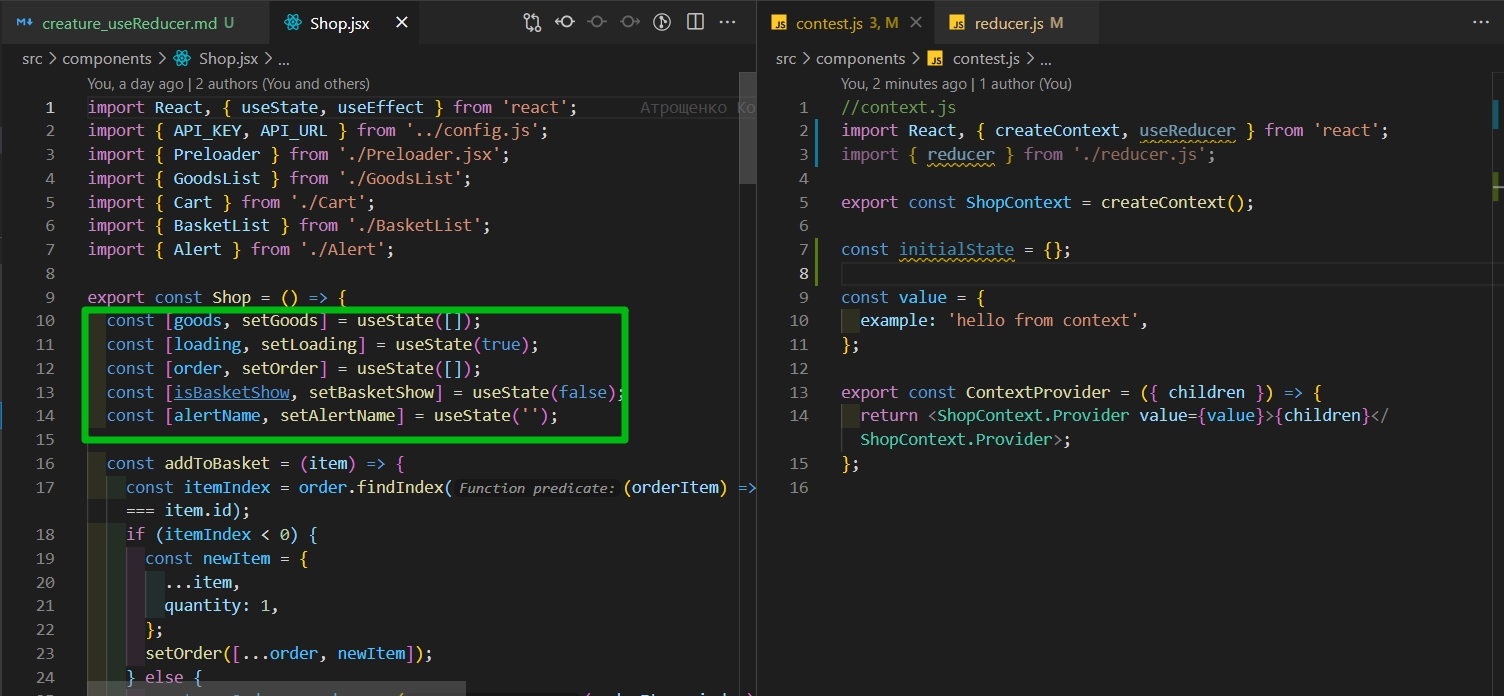 creature_useReducer.md U
Shop.jsx
src > components > Shop.jsx > ...
You, a day ago | 2 authors (You and others)
1 import React, { useState, useEffect } from 'react'; Атрощенко Ко
2 import { API_KEY, API_URL } from '../config.js';
3 import { Preloader } from './Preloader.jsx';
4 import { GoodsList } from './GoodsList';
5 import { Cart } from './Cart';
6 import { BasketList } from './BasketList';
7 import { Alert } from './Alert';
8
9 export const Shop = () => {
10 const [goods, setGoods] = useState([]);
11 const [loading, setLoading] = useState(true);
12 const [order, setOrder] = useState([]);
13 const [isBasketShow, setBasketShow] = useState(false);
14 const [alertName, setAlertName] = useState('');
15
16 const addToBasket = (item) => {
17 const itemIndex = order.findIndex( Function predicate: (orderItem) =>
=== item.id);
18 if (itemIndex < 0) {
19 const newItem = {
20 ...item,
21 quantity: 1,
22 };
23 setOrder([...order, newItem]);
24 } else {
contest.js 3, M
reducer.js M
src > components > contest.js > ...
You, 2 minutes ago | 1 author (You)
1 //context.js
2 import React, { createContext, useReducer } from 'react';
3 import { reducer } from './reducer.js';
4
5 export const ShopContext = createContext();
6
7 const initialState = {};
8
9 const value = {
10 example: 'hello from context',
11 };
12
13 export const ContextProvider = ({ children }) => {
14 return <ShopContext.Provider value={value}>{children}</
ShopContext.Provider>;
15 };
16